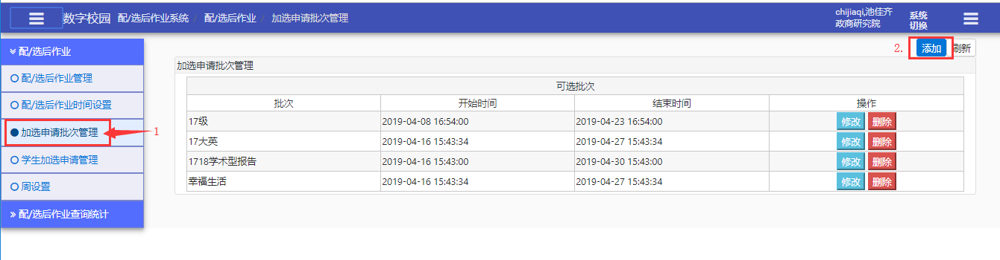 数字校园 配/选后作业系统 / 配/选后作业 / 加选申请批次管理
chijiaqi,池佳齐
政商研究院
系统
切换
配/选后作业
配/选后作业管理
配/选后作业时间设置
加选申请批次管理
1
学生加选申请管理
周设置
配/选后作业查询统计
2. 添加 刷新
加选申请批次管理
可选批次
批次 开始时间 结束时间 操作
17级 2019-04-08 16:54:00 2019-04-23 16:54:00 修改 删除
17大英 2019-04-16 15:43:34 2019-04-27 15:43:34 修改 删除
1718学术型报告 2019-04-16 15:43:00 2019-04-30 15:43:00 修改 删除
幸福生活 2019-04-16 15:43:34 2019-04-27 15:43:34 修改 删除